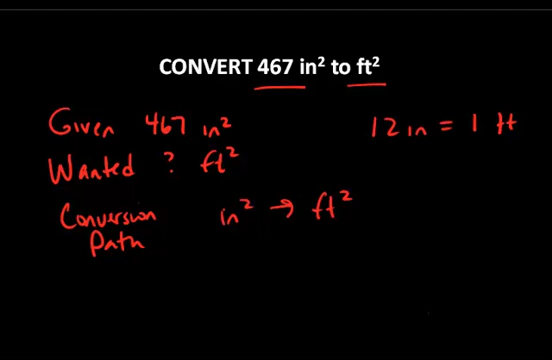 CONVERT 467 in² to ft²
Given 467 in² 12 in = 1 ft
Wanted ? ft²
Conversion in² → ft²
Path